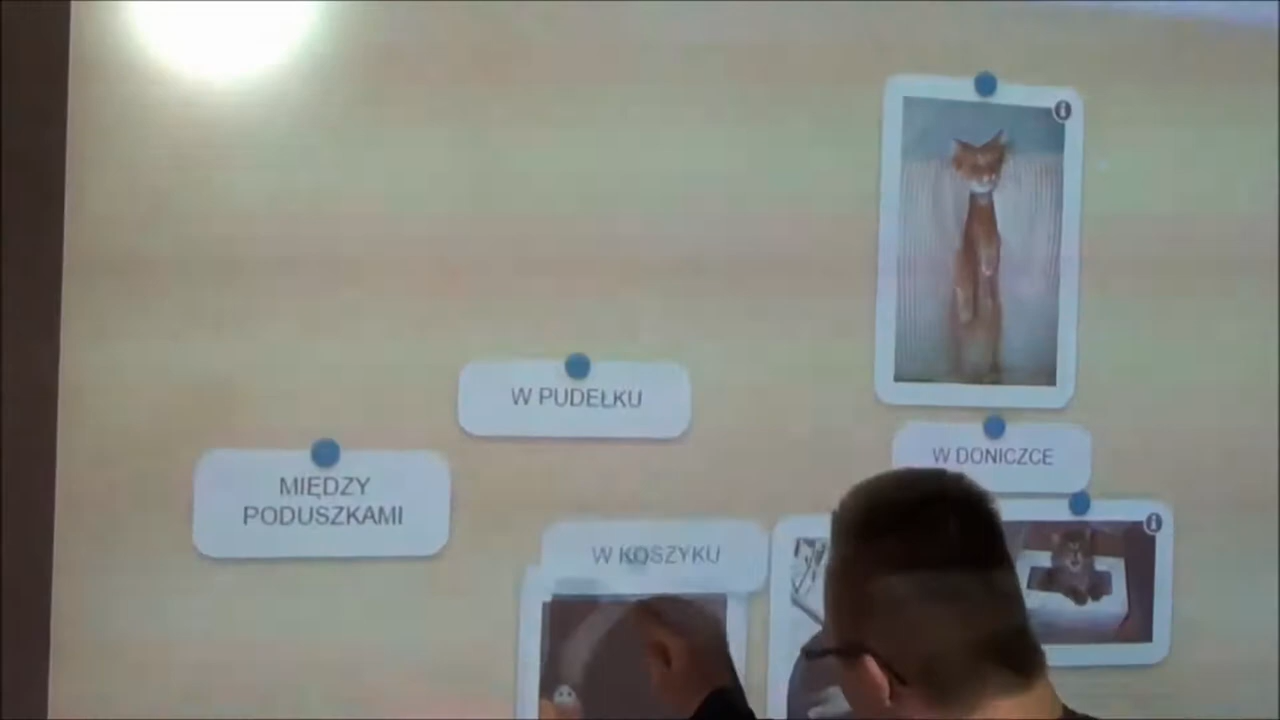 W PUDEŁKU
W DONICZCE
MIĘDZY
PODUSZKAMI
W KOSZYKU